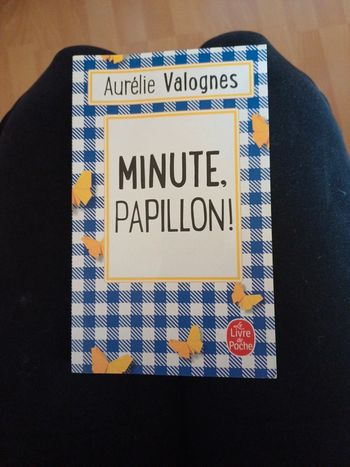 Aurélie Valognes
MINUTE,
PAPILLON!
Le
Livre
de
Poche